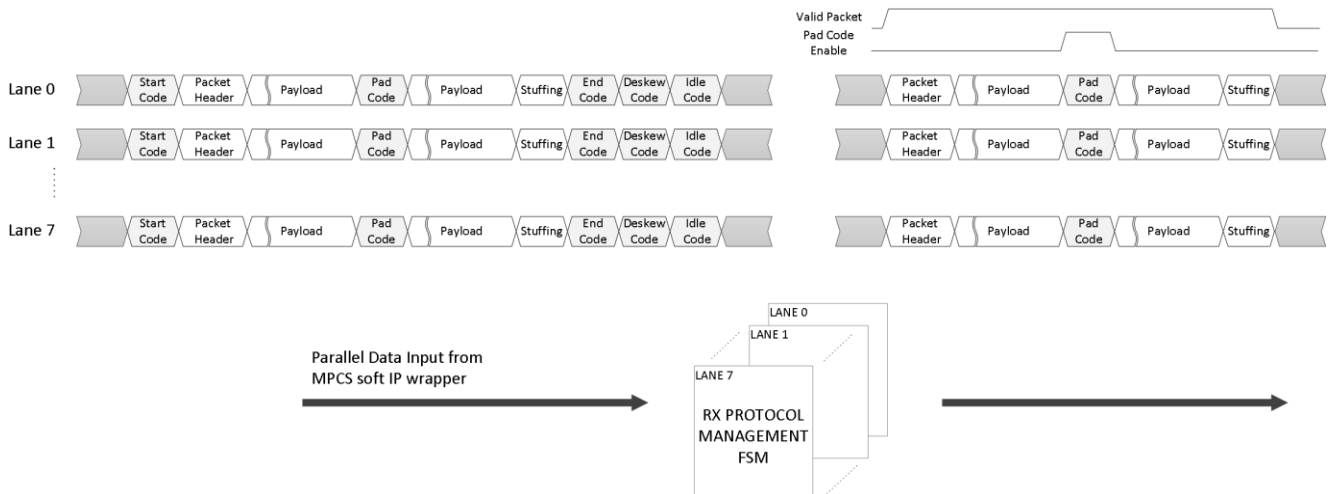 Valid Packet
Pad Code
Enable
Lane 0
Start
Code
Packet
Header
Payload
Pad
Code
Payload
Stuffing
End
Code
Deskew
Code
Idle
Code
Packet
Header
Payload
Pad
Code
Payload
Stuffing
Lane 1
Start
Code
Packet
Header
Payload
Pad
Code
Payload
Stuffing
End
Code
Deskew
Code
Idle
Code
Packet
Header
Payload
Pad
Code
Payload
Stuffing
Lane 7
Start
Code
Packet
Header
Payload
Pad
Code
Payload
Stuffing
End
Code
Deskew
Code
Idle
Code
Packet
Header
Payload
Pad
Code
Payload
Stuffing
Parallel Data Input from
MPCS soft IP wrapper
LANE 0
LANE 1
LANE 7
RX PROTOCOL
MANAGEMENT
FSM